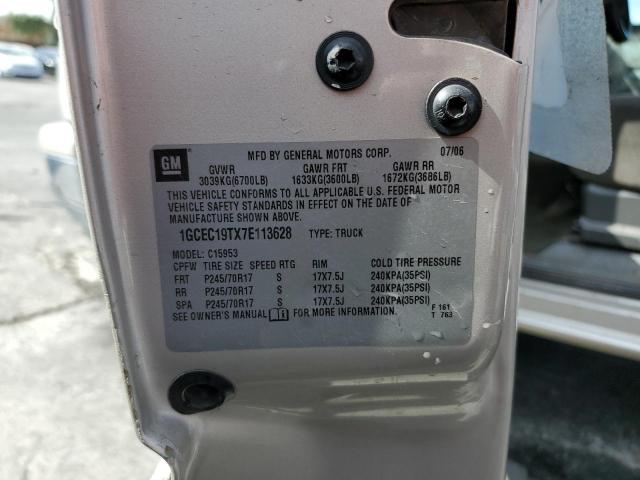 GM
MFD BY GENERAL MOTORS CORP. 07/06
GVWR GAWR FRT GAWR RR
3039KG(6700LB) 1633KG(3600LB) 1672KG(3686LB)
THIS VEHICLE CONFORMS TO ALL APPLICABLE U.S. FEDERAL MOTOR
VEHICLE SAFETY STANDARDS IN EFFECT ON THE DATE OF
MANUFACTURE SHOWN ABOVE.
1GCEC19TX7E113628 TYPE: TRUCK
MODEL: C15953
CPFW TIRE SIZE SPEED RTG RIM COLD TIRE PRESSURE
FRT P245/70R17 S 17X7.5J 240KPA(35PSI)
RR P245/70R17 S 17X7.5J 240KPA(35PSI)
SPA P245/70R17 S 17X7.5J 240KPA(35PSI)
SEE OWNER'S MANUAL FOR MORE INFORMATION. F 161
T 763